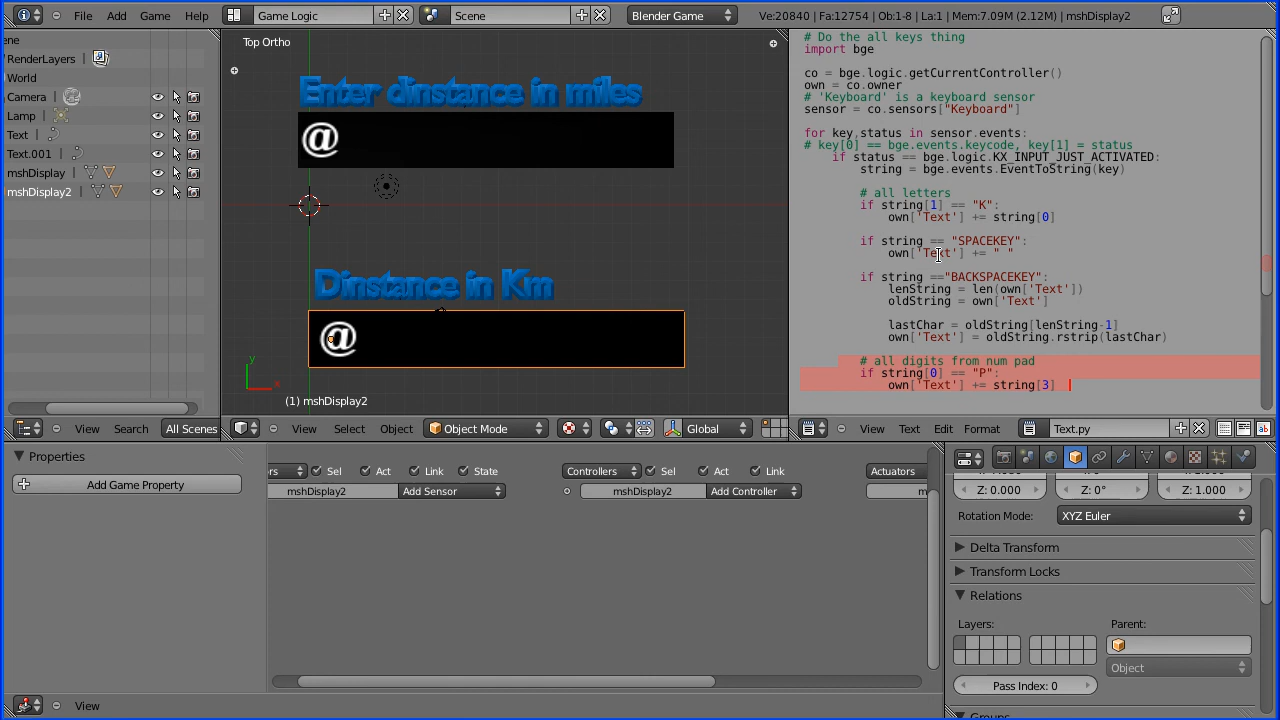 File Add Game Help Game Logic Scene Blender Game Ve:20840 | Fa:12754 | Ob:1-8 | La:1 | Mem:7.09M (2.12M) | mshDisplay2
ene
RenderLayers |
World
Camera |
Lamp |
Text |
Text.001 |
mshDisplay |
mshDisplay2 |
View Search All Scenes
Top Ortho
Enter dinstance in miles
@
Dinstance in Km
@
y
x
(1) mshDisplay2
View Select Object Object Mode Global
# Do the all keys thing
import bge
co = bge.logic.getCurrentController()
own = co.owner
# 'Keyboard' is a keyboard sensor
sensor = co.sensors["Keyboard"]
for key,status in sensor.events:
# key[0] == bge.events.keycode, key[1] = status
if status == bge.logic.KX_INPUT_JUST_ACTIVATED:
string = bge.events.EventToString(key)
# all letters
if string[1] == "K":
own['Text'] += string[0]
if string == "SPACEKEY":
own['Text'] += " "
if string =="BACKSPACEKEY":
lenString = len(own['Text'])
oldString = own['Text']
lastChar = oldString[lenString-1]
own['Text'] = oldString.rstrip(lastChar)
# all digits from num pad
if string[0] == "P":
own['Text'] += string[3]
View Text Edit Format Text.py
Properties
Add Game Property
rs Sel Act Link State Controllers Sel Act Link Actuators
mshDisplay2 Add Sensor mshDisplay2 Add Controller m
View
Z: 0.000 Z: 0° Z: 1.000
Rotation Mode: XYZ Euler
Delta Transform
Transform Locks
Relations
Layers: Parent:
Object
Pass Index: 0
Groups